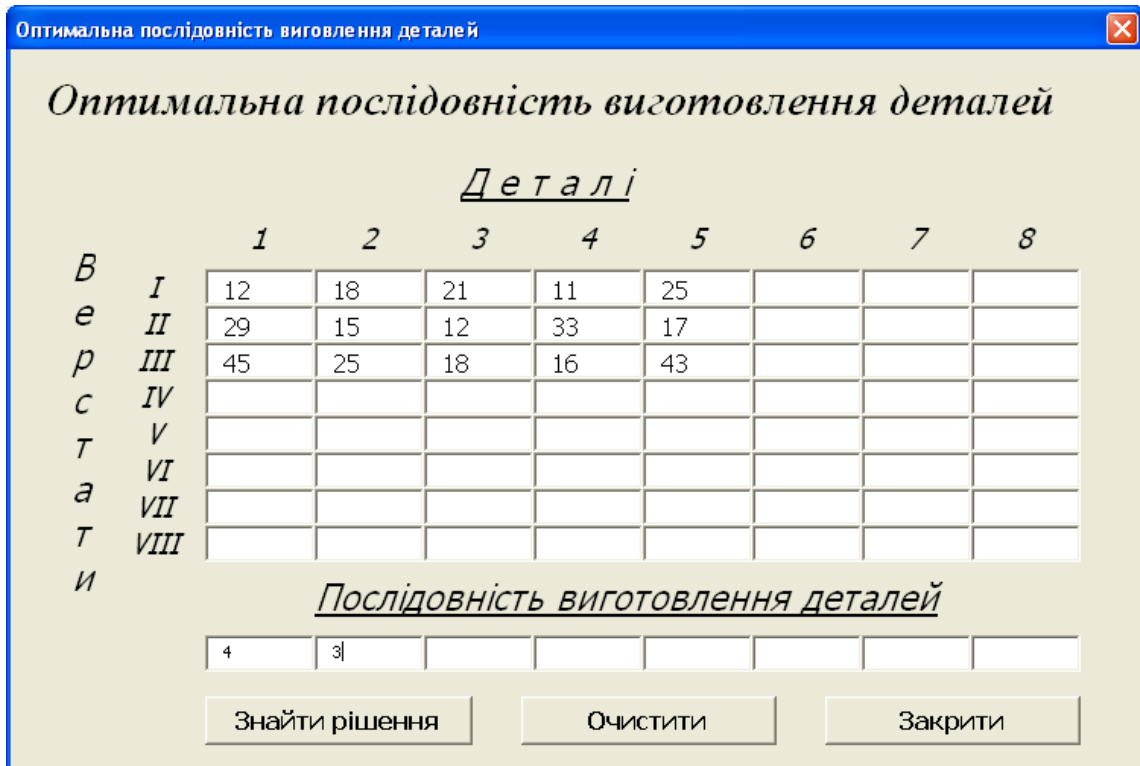 Оптимальна послідовність виговлення деталей
Оптимальна послідовність виготовлення деталей
Деталі
1 2 3 4 5 6 7 8
Верстати
I 12 18 21 11 25
II 29 15 12 33 17
III 45 25 18 16 43
IV
V
VI
VII
VIII
Послідовність виготовлення деталей
4 3
Знайти рішення Очистити Закрити